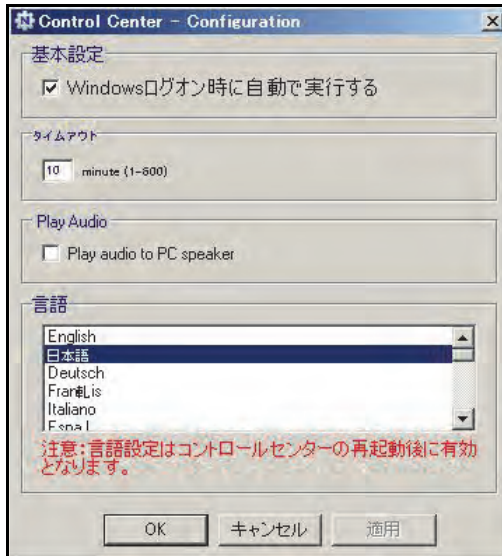 Control Center - Configuration
基本設定
Windowsログオン時に自動で実行する
タイムアウト
10 minute (1-600)
Play Audio
Play audio to PC speaker
言語
English
日本語
Deutsch
Italiano
注意:言語設定はコントロールセンターの再起動後に有効
となります。
OK キャンセル 適用